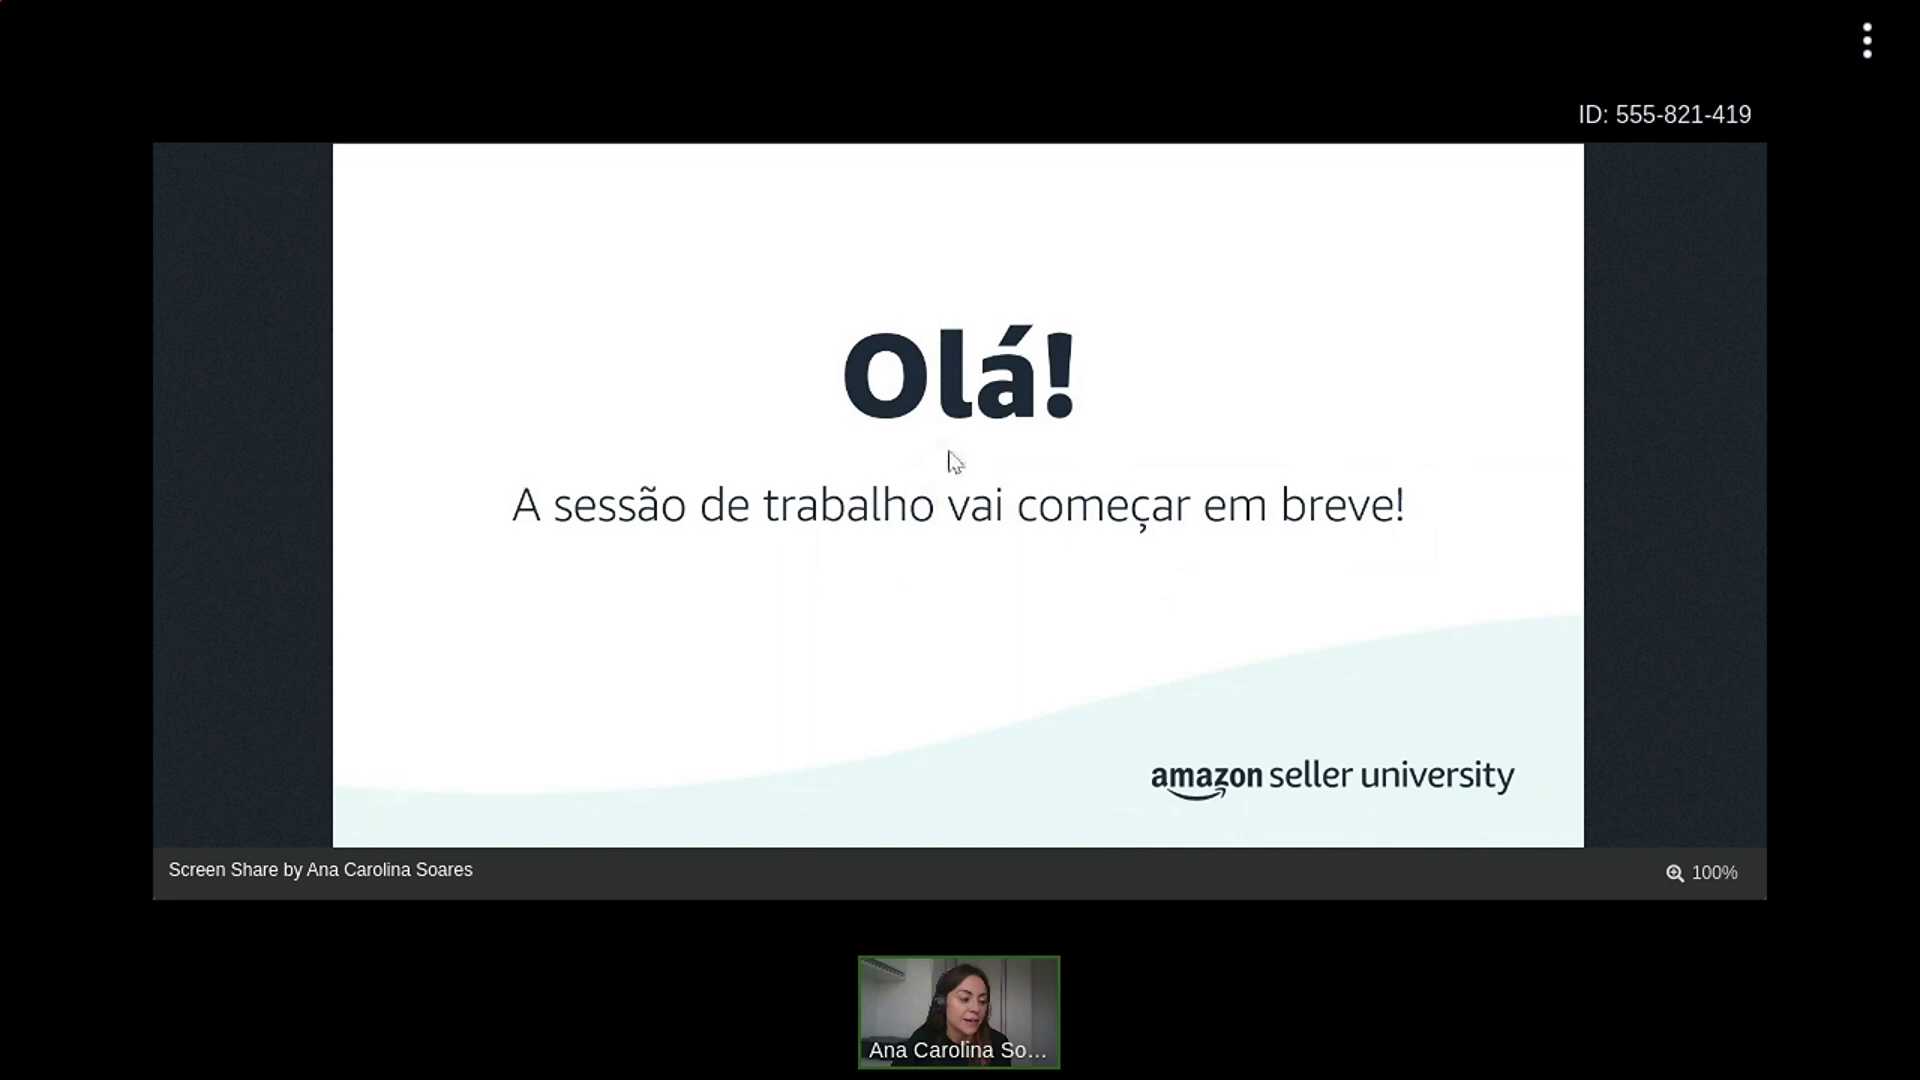 ID: 555-821-419
Olá!
A sessão de trabalho vai começar em breve!
amazon seller university
Screen Share by Ana Carolina Soares
100%
Ana Carolina So...